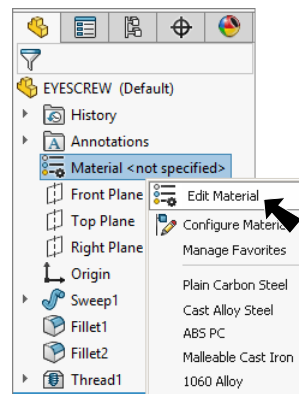 EYESCREW (Default)
History
A Annotations
Material <not specified>
Front Plane
Top Plane
Right Plane
Origin
Sweep1
Fillet1
Fillet2
Thread1
Edit Material
Configure
Manage Favorites
Plain Carbon Steel
Cast Alloy Steel
ABS PC
Malleable Cast Iron
1060 Alloy